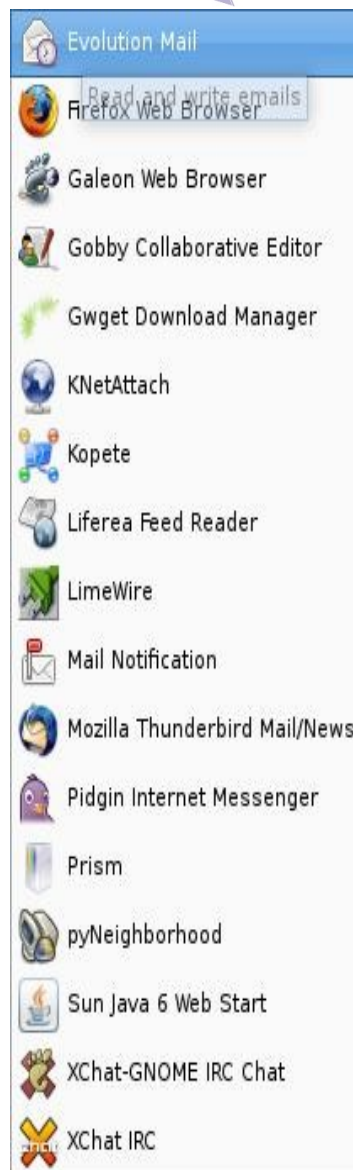 Evolution Mail
Read and write emails
Firefox Web Browser
Galeon Web Browser
Gobby Collaborative Editor
Gwget Download Manager
KNetAttach
Kopete
Liferea Feed Reader
LimeWire
Mail Notification
Mozilla Thunderbird Mail/News
Pidgin Internet Messenger
Prism
pyNeighborhood
Sun Java 6 Web Start
XChat-GNOME IRC Chat
XChat IRC